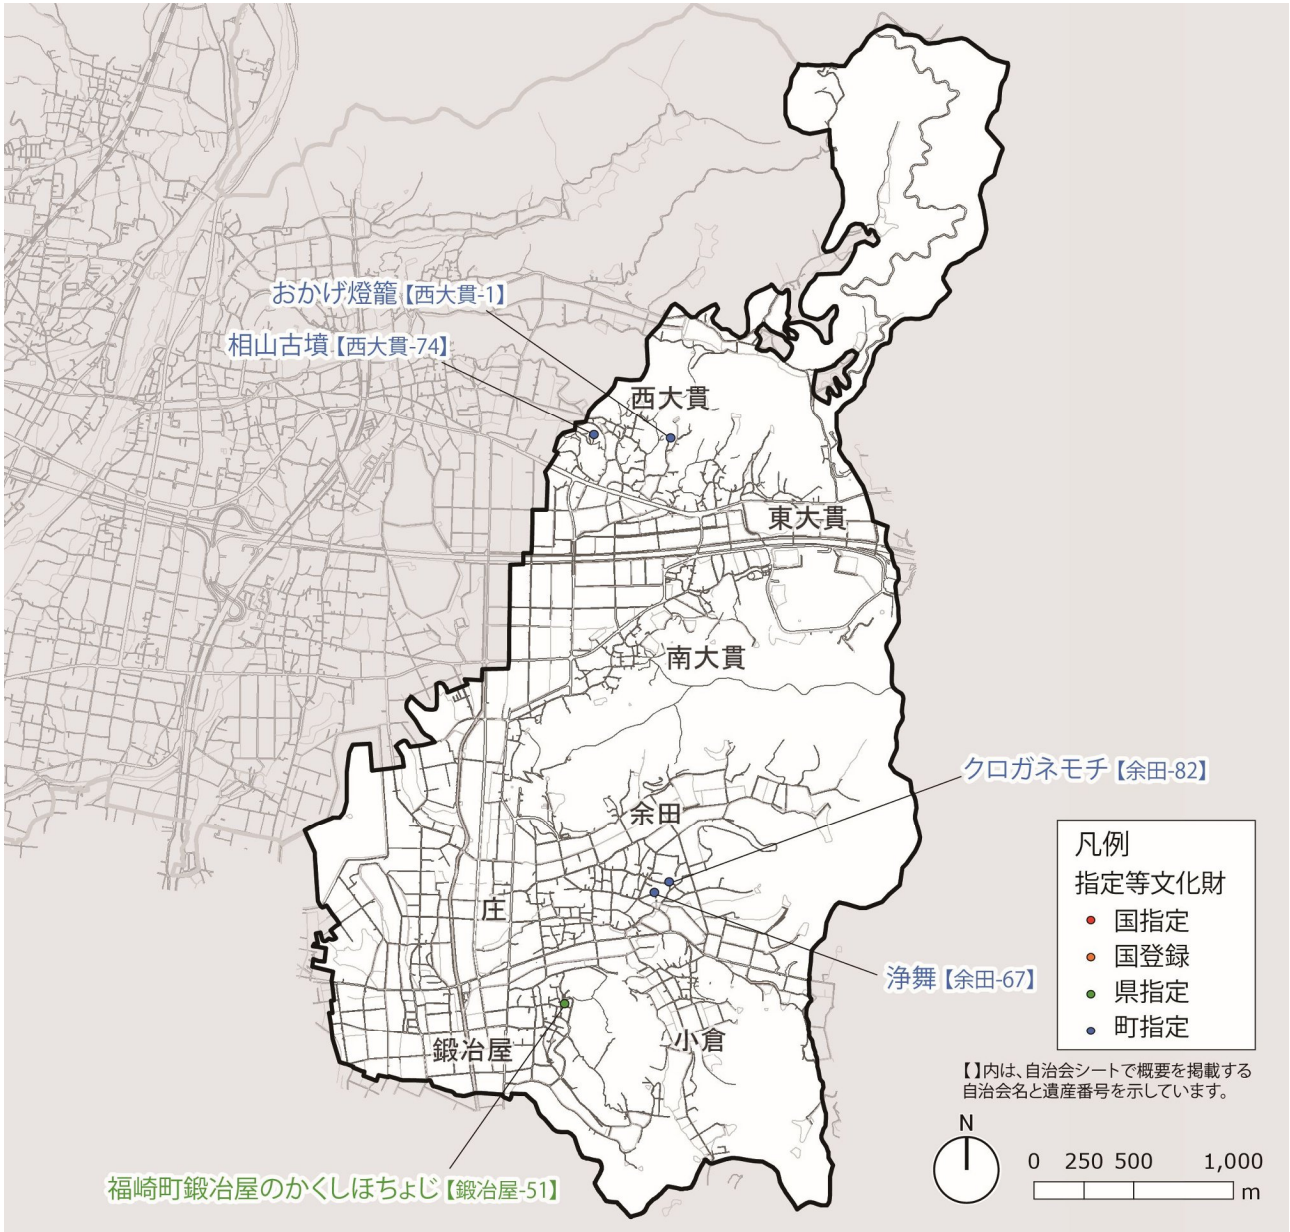 おかげ燈籠【西大貫-1】
相山古墳【西大貫-74】
西大貫
東大貫
南大貫
クロガネモチ【余田-82】
余田
庄
浄舞【余田-67】
小倉
鍛冶屋
福崎町鍛冶屋のかくしほちょじ【鍛冶屋-51】
凡例
指定等文化財
国指定
国登録
県指定
町指定
【】内は、自治会シートで概要を掲載する
自治会名と遺産番号を示しています。
N
0 250 500 1,000
m